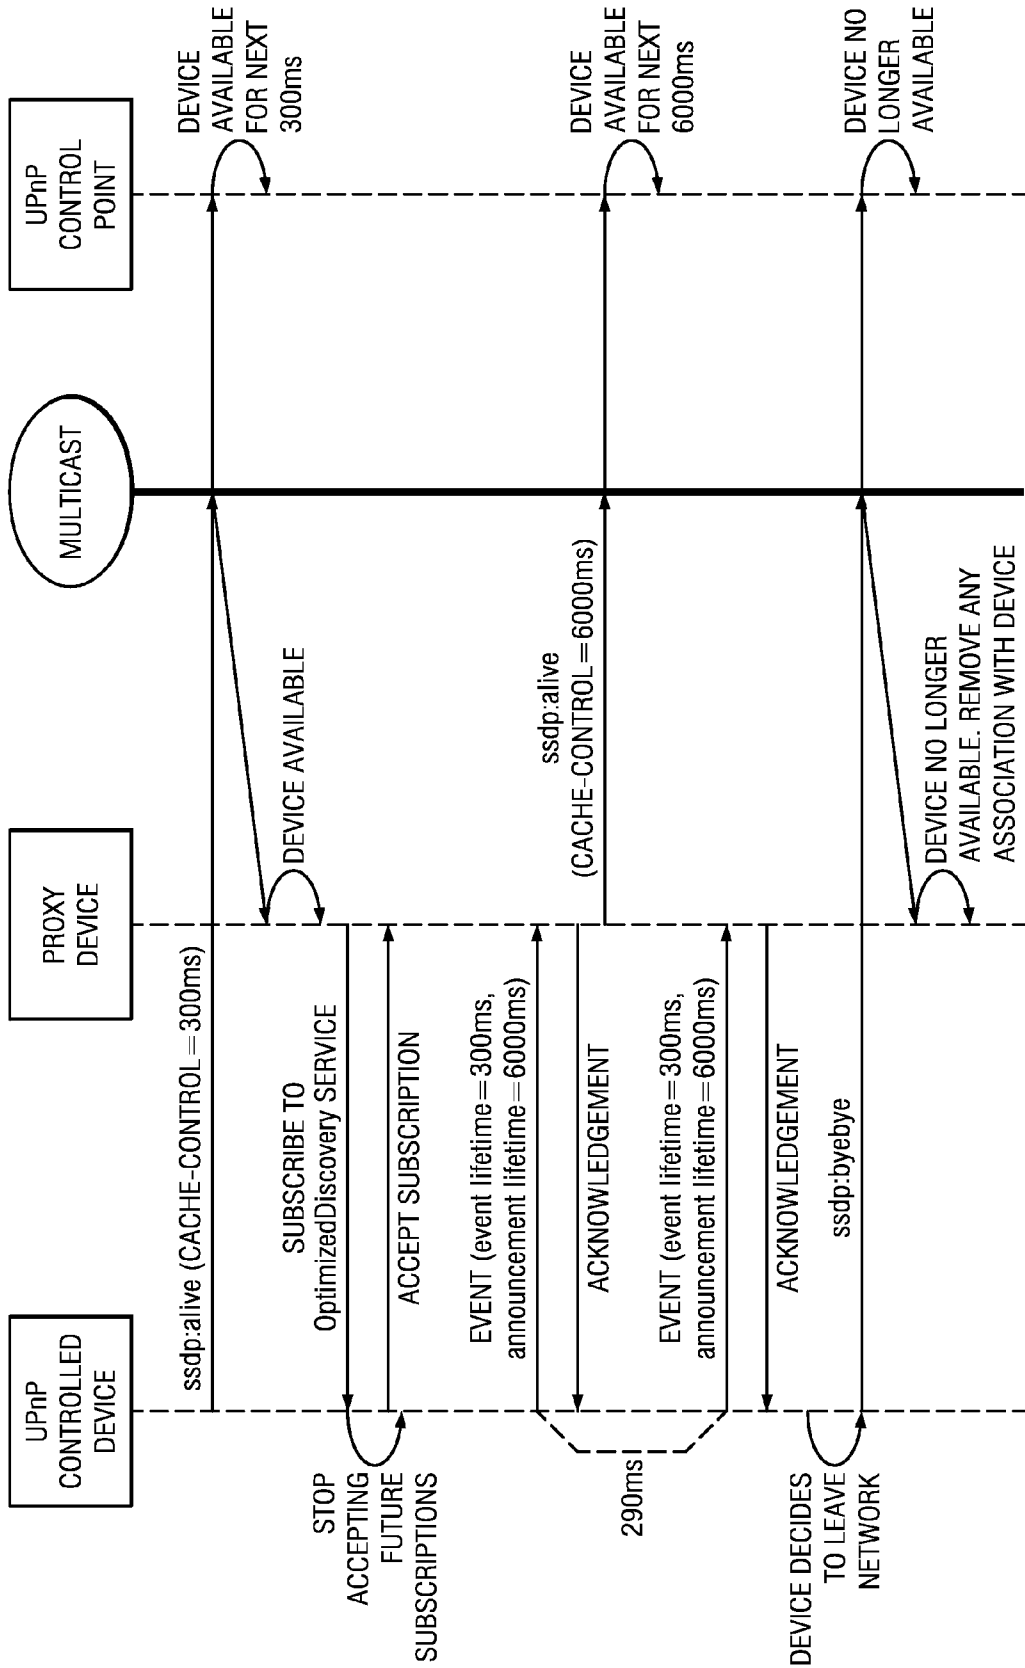 UPnP
CONTROLLED
DEVICE
PROXY
DEVICE
MULTICAST
UPnP
CONTROL
POINT
ssdp:alive (CACHE-CONTROL=300ms)
DEVICE
AVAILABLE
FOR NEXT
300ms
DEVICE AVAILABLE
SUBSCRIBE TO
OptimizedDiscovery SERVICE
STOP
ACCEPTING
FUTURE
SUBSCRIPTIONS
ACCEPT SUBSCRIPTION
EVENT (event lifetime=300ms,
announcement lifetime=6000ms)
ACKNOWLEDGEMENT
ssdp:alive
(CACHE-CONTROL=6000ms)
DEVICE
AVAILABLE
FOR NEXT
6000ms
290ms
EVENT (event lifetime=300ms,
announcement lifetime=6000ms)
ACKNOWLEDGEMENT
DEVICE DECIDES
TO LEAVE
NETWORK
ssdp:byebye
DEVICE NO
LONGER
AVAILABLE
DEVICE NO LONGER
AVAILABLE. REMOVE ANY
ASSOCIATION WITH DEVICE